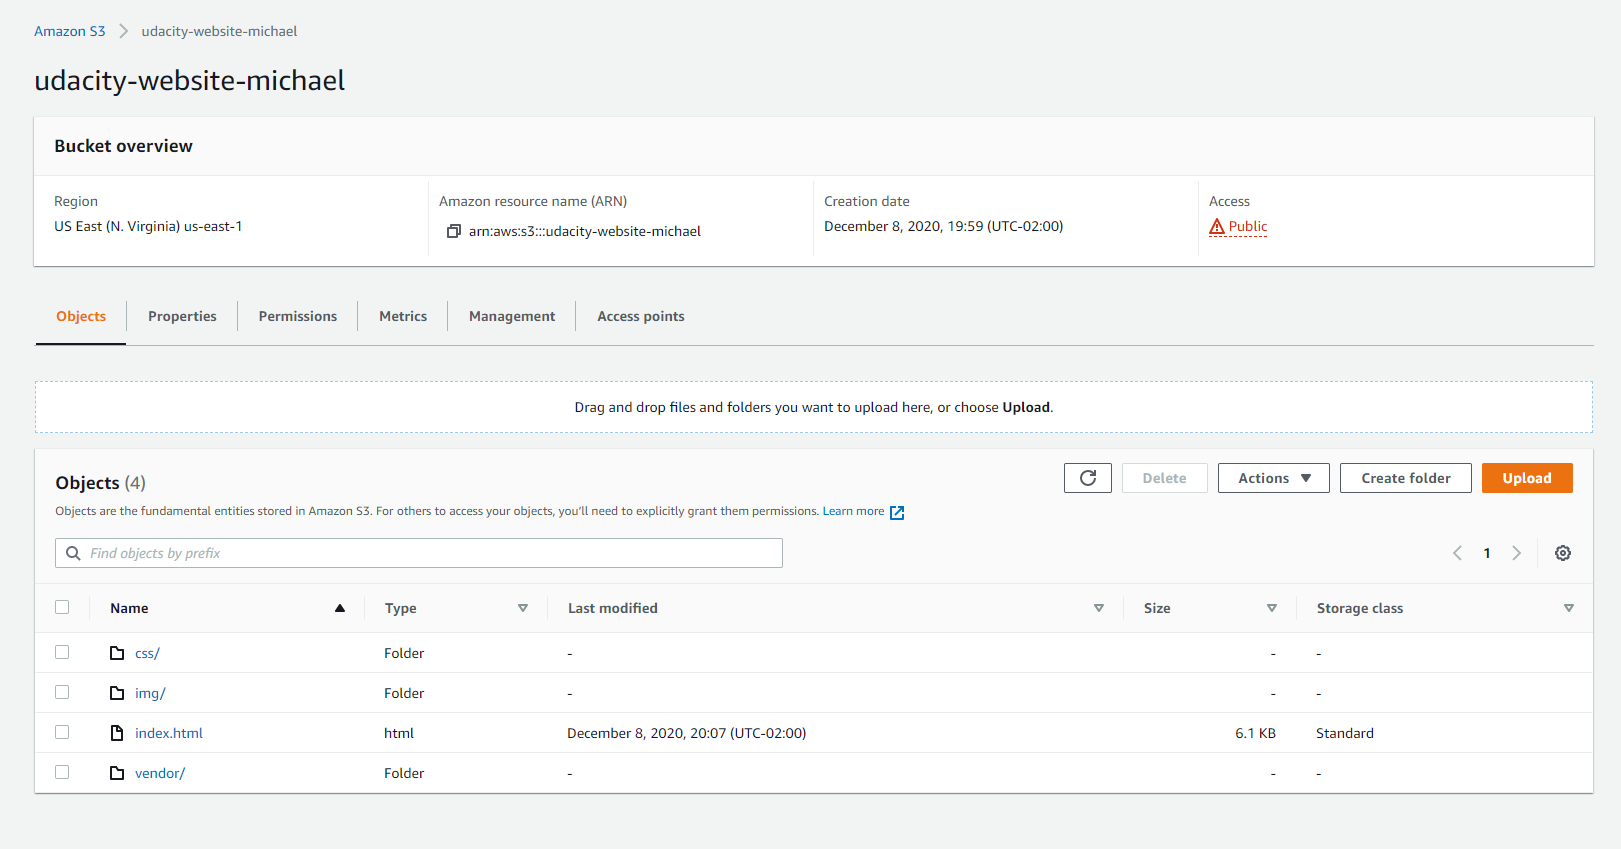 Amazon S3 udacity-website-michael
udacity-website-michael
Bucket overview
Region
US East (N. Virginia) us-east-1
Amazon resource name (ARN)
arn:aws:s3:::udacity-website-michael
Creation date
December 8, 2020, 19:59 (UTC-02:00)
Access
Public
Objects Properties Permissions Metrics Management Access points
Drag and drop files and folders you want to upload here, or choose Upload.
Objects (4)
Delete Actions Create folder Upload
Objects are the fundamental entities stored in Amazon S3. For others to access your objects, you'll need to explicitly grant them permissions. Learn more
Find objects by prefix
1
Name Type Last modified Size Storage class
css/ Folder - - -
img/ Folder - - -
index.html html December 8, 2020, 20:07 (UTC-02:00) 6.1 KB Standard
vendor/ Folder - - -